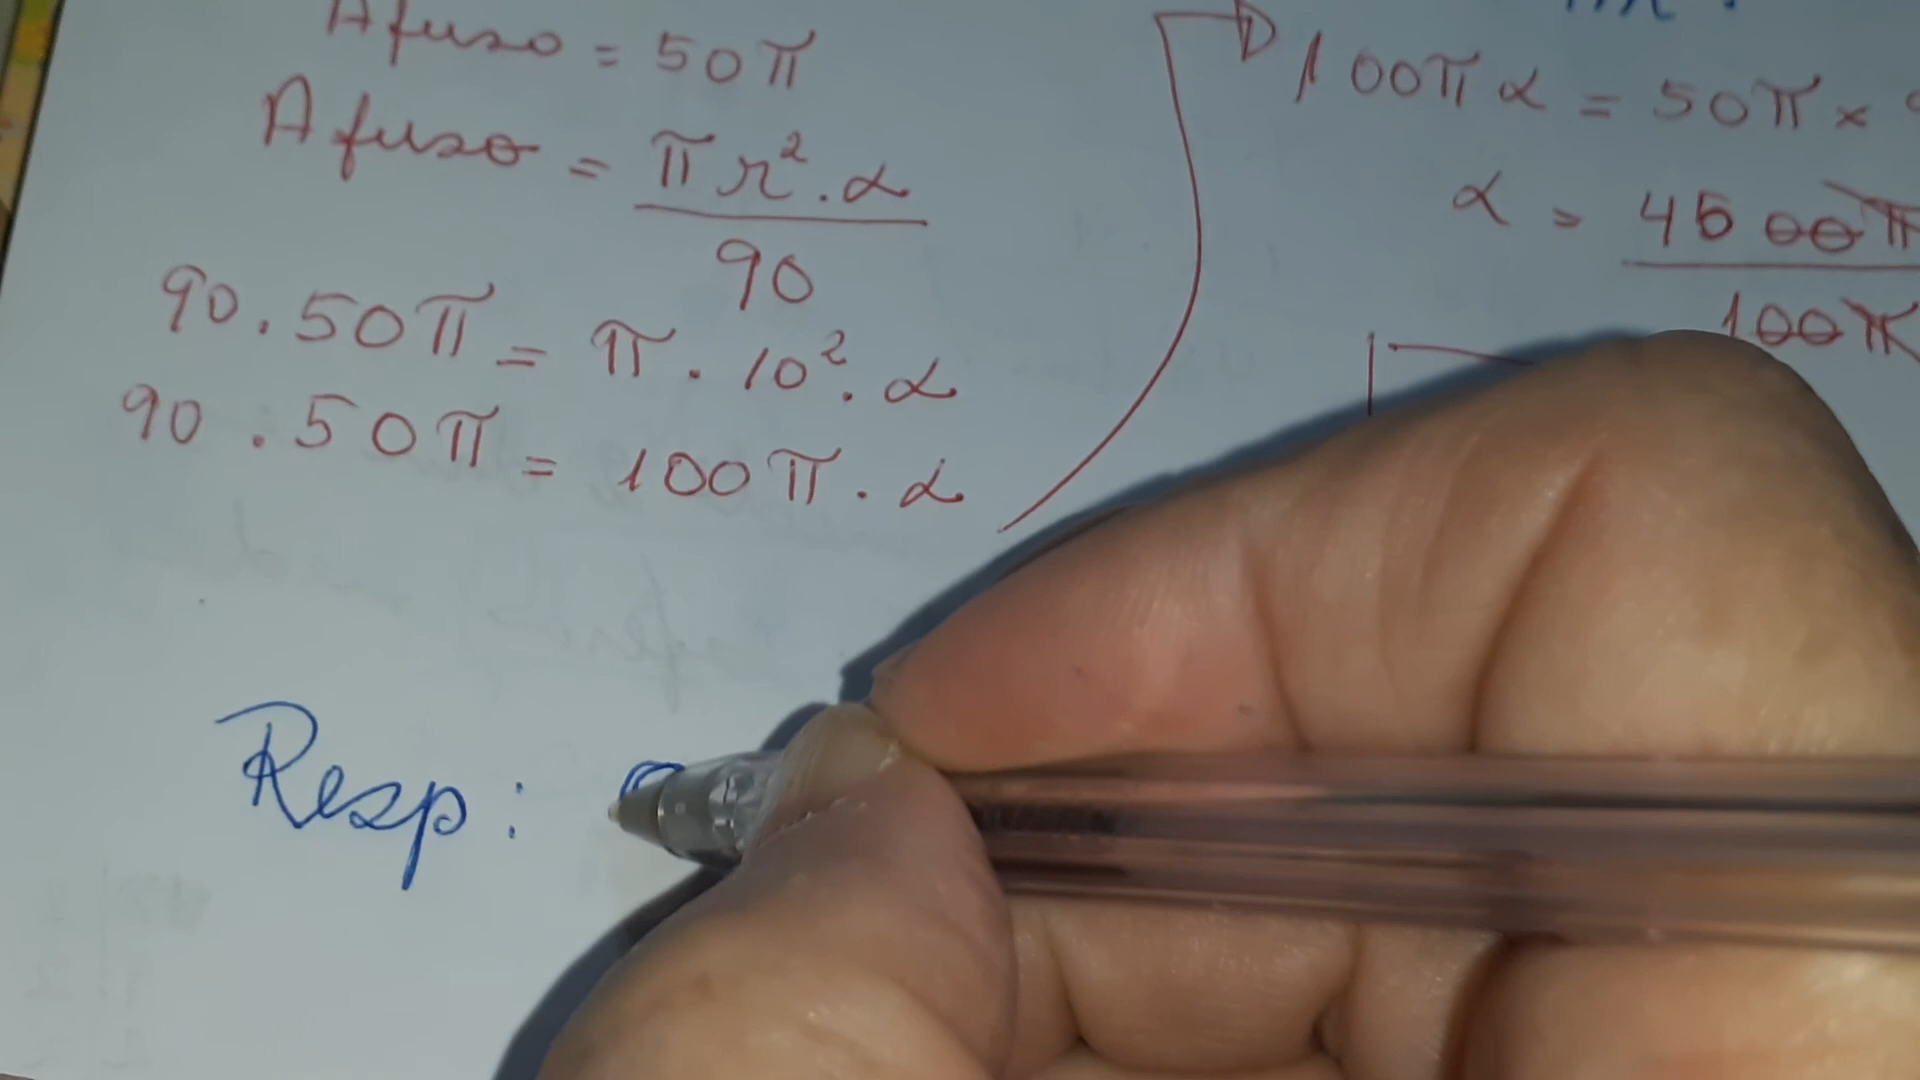 Afuso = 50π
Afuso = πr².α
90
90.50π = π.10².α
90.50π = 100π.α
100πα = 50π×
α = 4500π
100π
Resp: